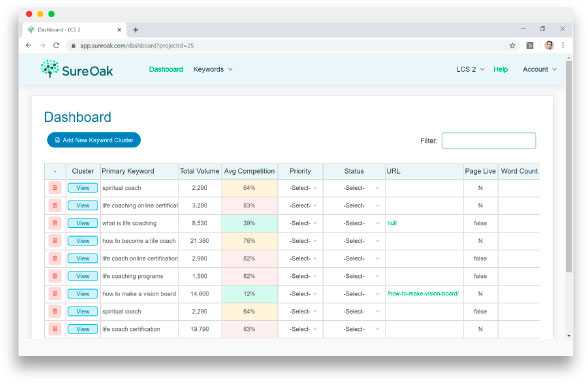 Dashboard - LCS 2
app.sureoak.com/dashboard?projectId=25
SureOak Dashboard Keywords LCS 2 Help Account
Dashboard
Add New Keyword Cluster Filter:
- Cluster Primary Keyword Total Volume Avg Competition Priority Status URL Page Live Word Count
View spiritual coach 2,290 64% -Select- -Select- N
View life coaching online certificat 3,280 83% -Select- -Select- N
View what is life coaching 8,530 39% -Select- -Select- null false
View how to become a life coach 21,380 76% -Select- -Select- N
View life coach online certification 2,960 82% -Select- -Select- false
View life coaching programs 1,580 82% -Select- -Select- false
View how to make a vision board 14,600 12% -Select- -Select- /how-to-make-vision-board/ N
View spiritual coach 2,290 64% -Select- -Select- false
View life coach certification 19,790 83% -Select- -Select- N